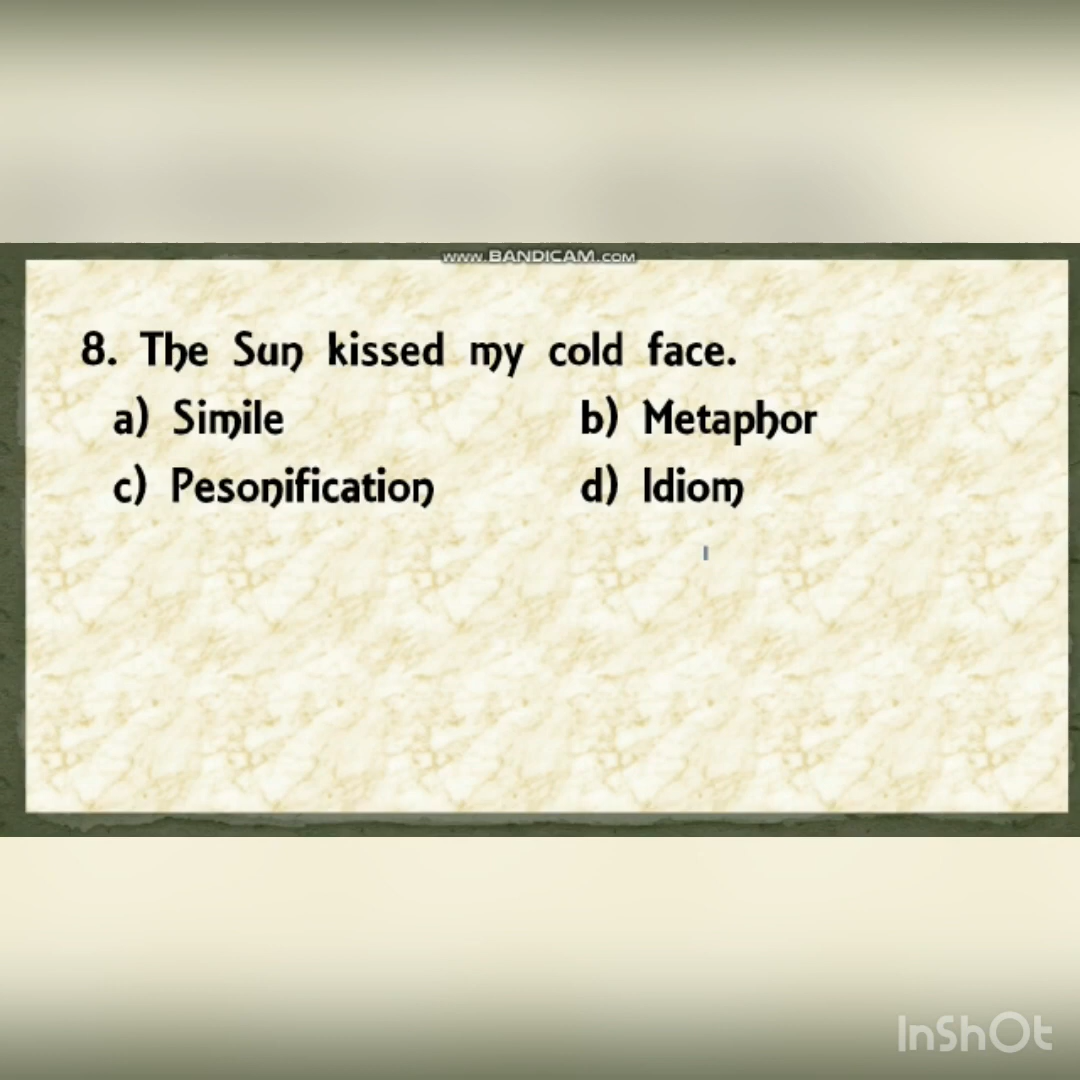 www.BANDICAM.com
8. The Sun kissed my cold face.
a) Simile b) Metaphor
c) Pesonification d) Idiom
InShOt